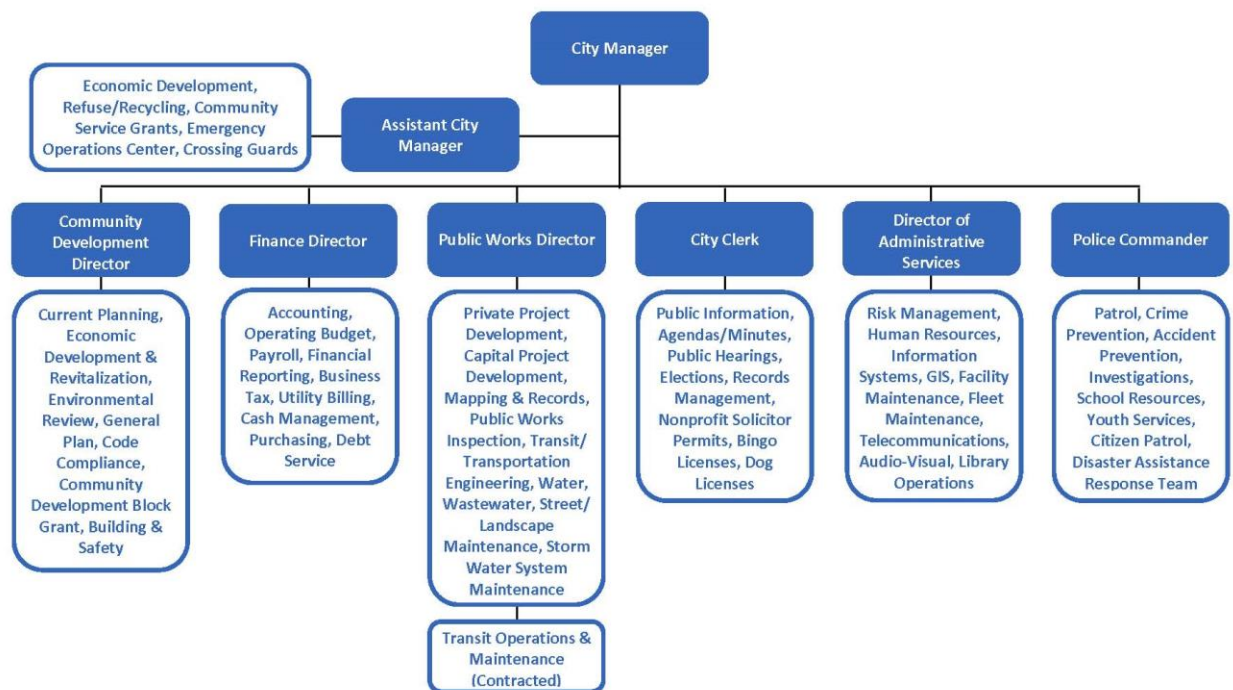 City Manager
Economic Development,
Refuse/Recycling, Community
Service Grants, Emergency
Operations Center, Crossing Guards
Assistant City
Manager
Community
Development
Director
Current Planning,
Economic
Development &
Revitalization,
Environmental
Review, General
Plan, Code
Compliance,
Community
Development Block
Grant, Building &
Safety
Finance Director
Accounting,
Operating Budget,
Payroll, Financial
Reporting, Business
Tax, Utility Billing,
Cash Management,
Purchasing, Debt
Service
Public Works Director
Private Project
Development,
Capital Project
Development,
Mapping & Records,
Public Works
Inspection, Transit/
Transportation
Engineering, Water,
Wastewater, Street/
Landscape
Maintenance, Storm
Water System
Maintenance
Transit Operations &
Maintenance
(Contracted)
City Clerk
Public Information,
Agendas/Minutes,
Public Hearings,
Elections, Records
Management,
Nonprofit Solicitor
Permits, Bingo
Licenses, Dog
Licenses
Director of
Administrative
Services
Risk Management,
Human Resources,
Information
Systems, GIS, Facility
Maintenance, Fleet
Maintenance,
Telecommunications,
Audio-Visual, Library
Operations
Police Commander
Patrol, Crime
Prevention, Accident
Prevention,
Investigations,
School Resources,
Youth Services,
Citizen Patrol,
Disaster Assistance
Response Team